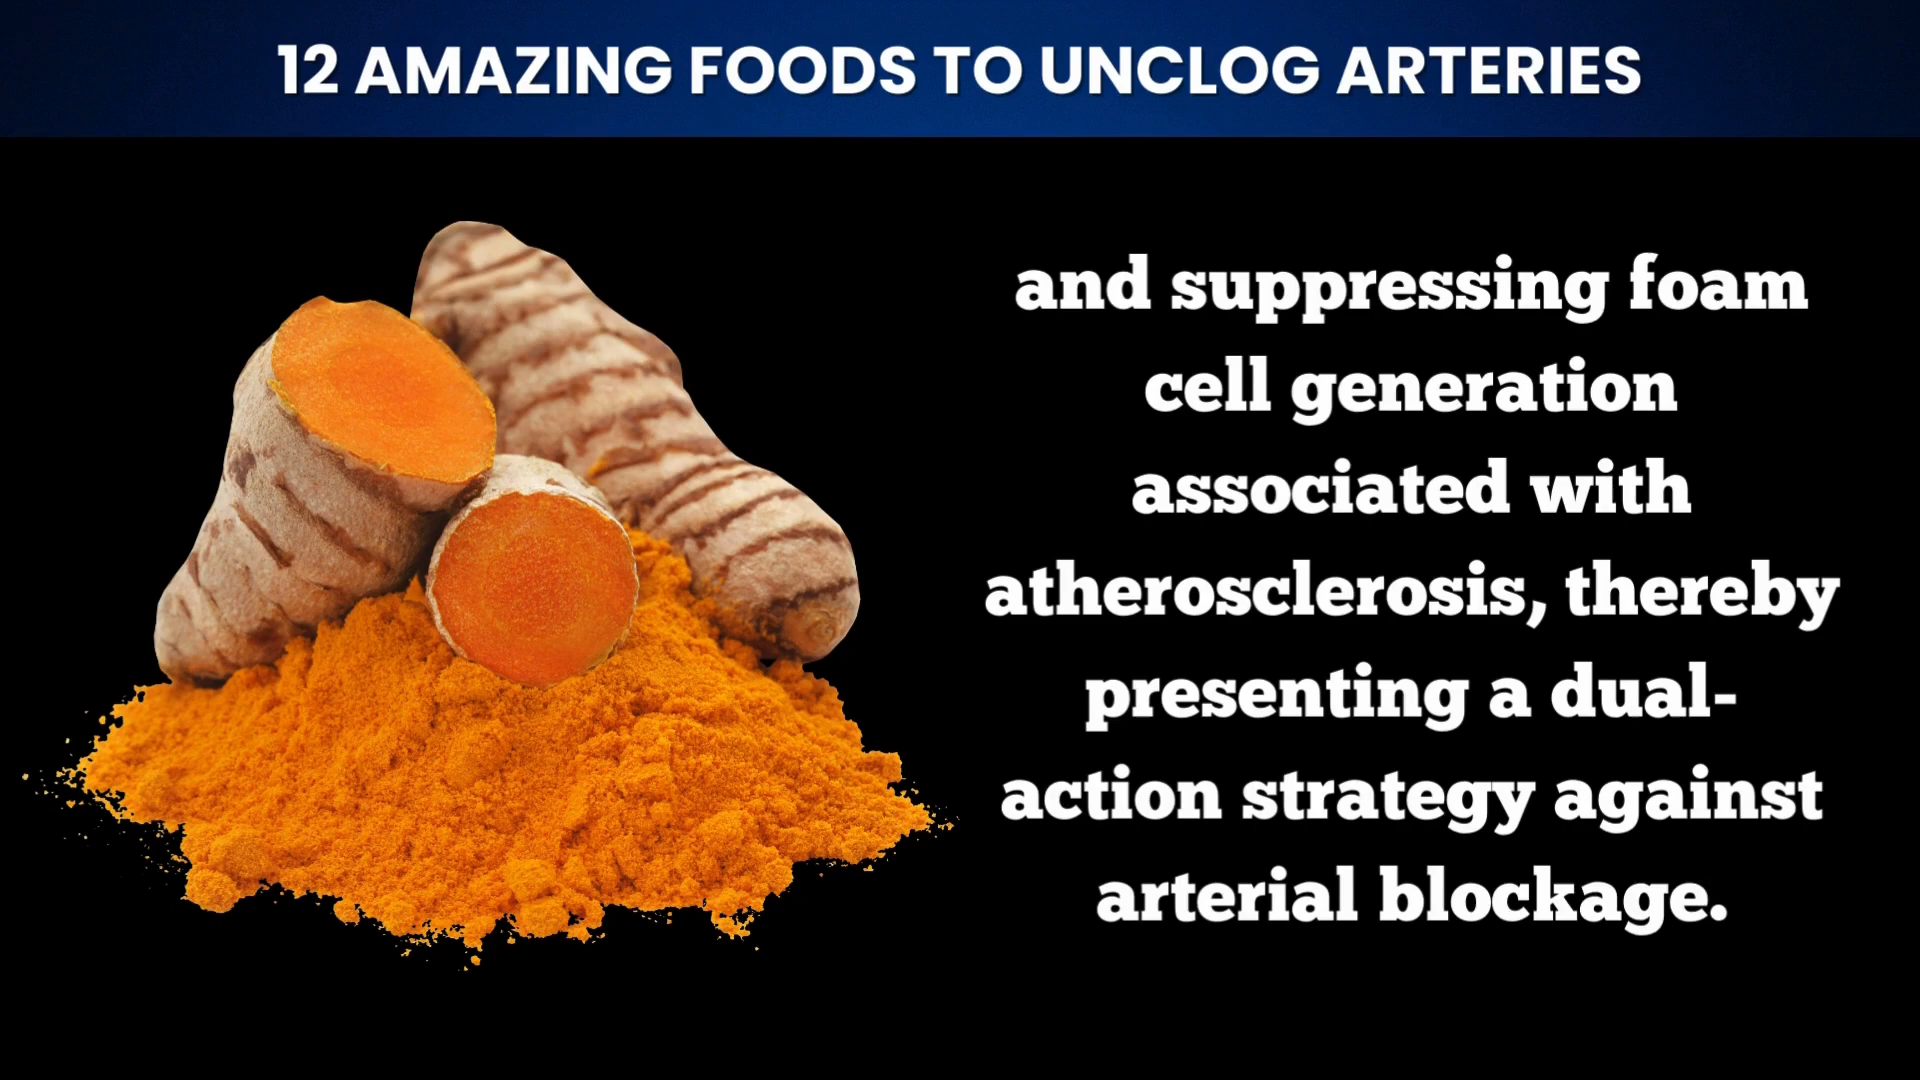 12 AMAZING FOODS TO UNCLOG ARTERIES
and suppressing foam
cell generation
associated with
atherosclerosis, thereby
presenting a dual-
action strategy against
arterial blockage.